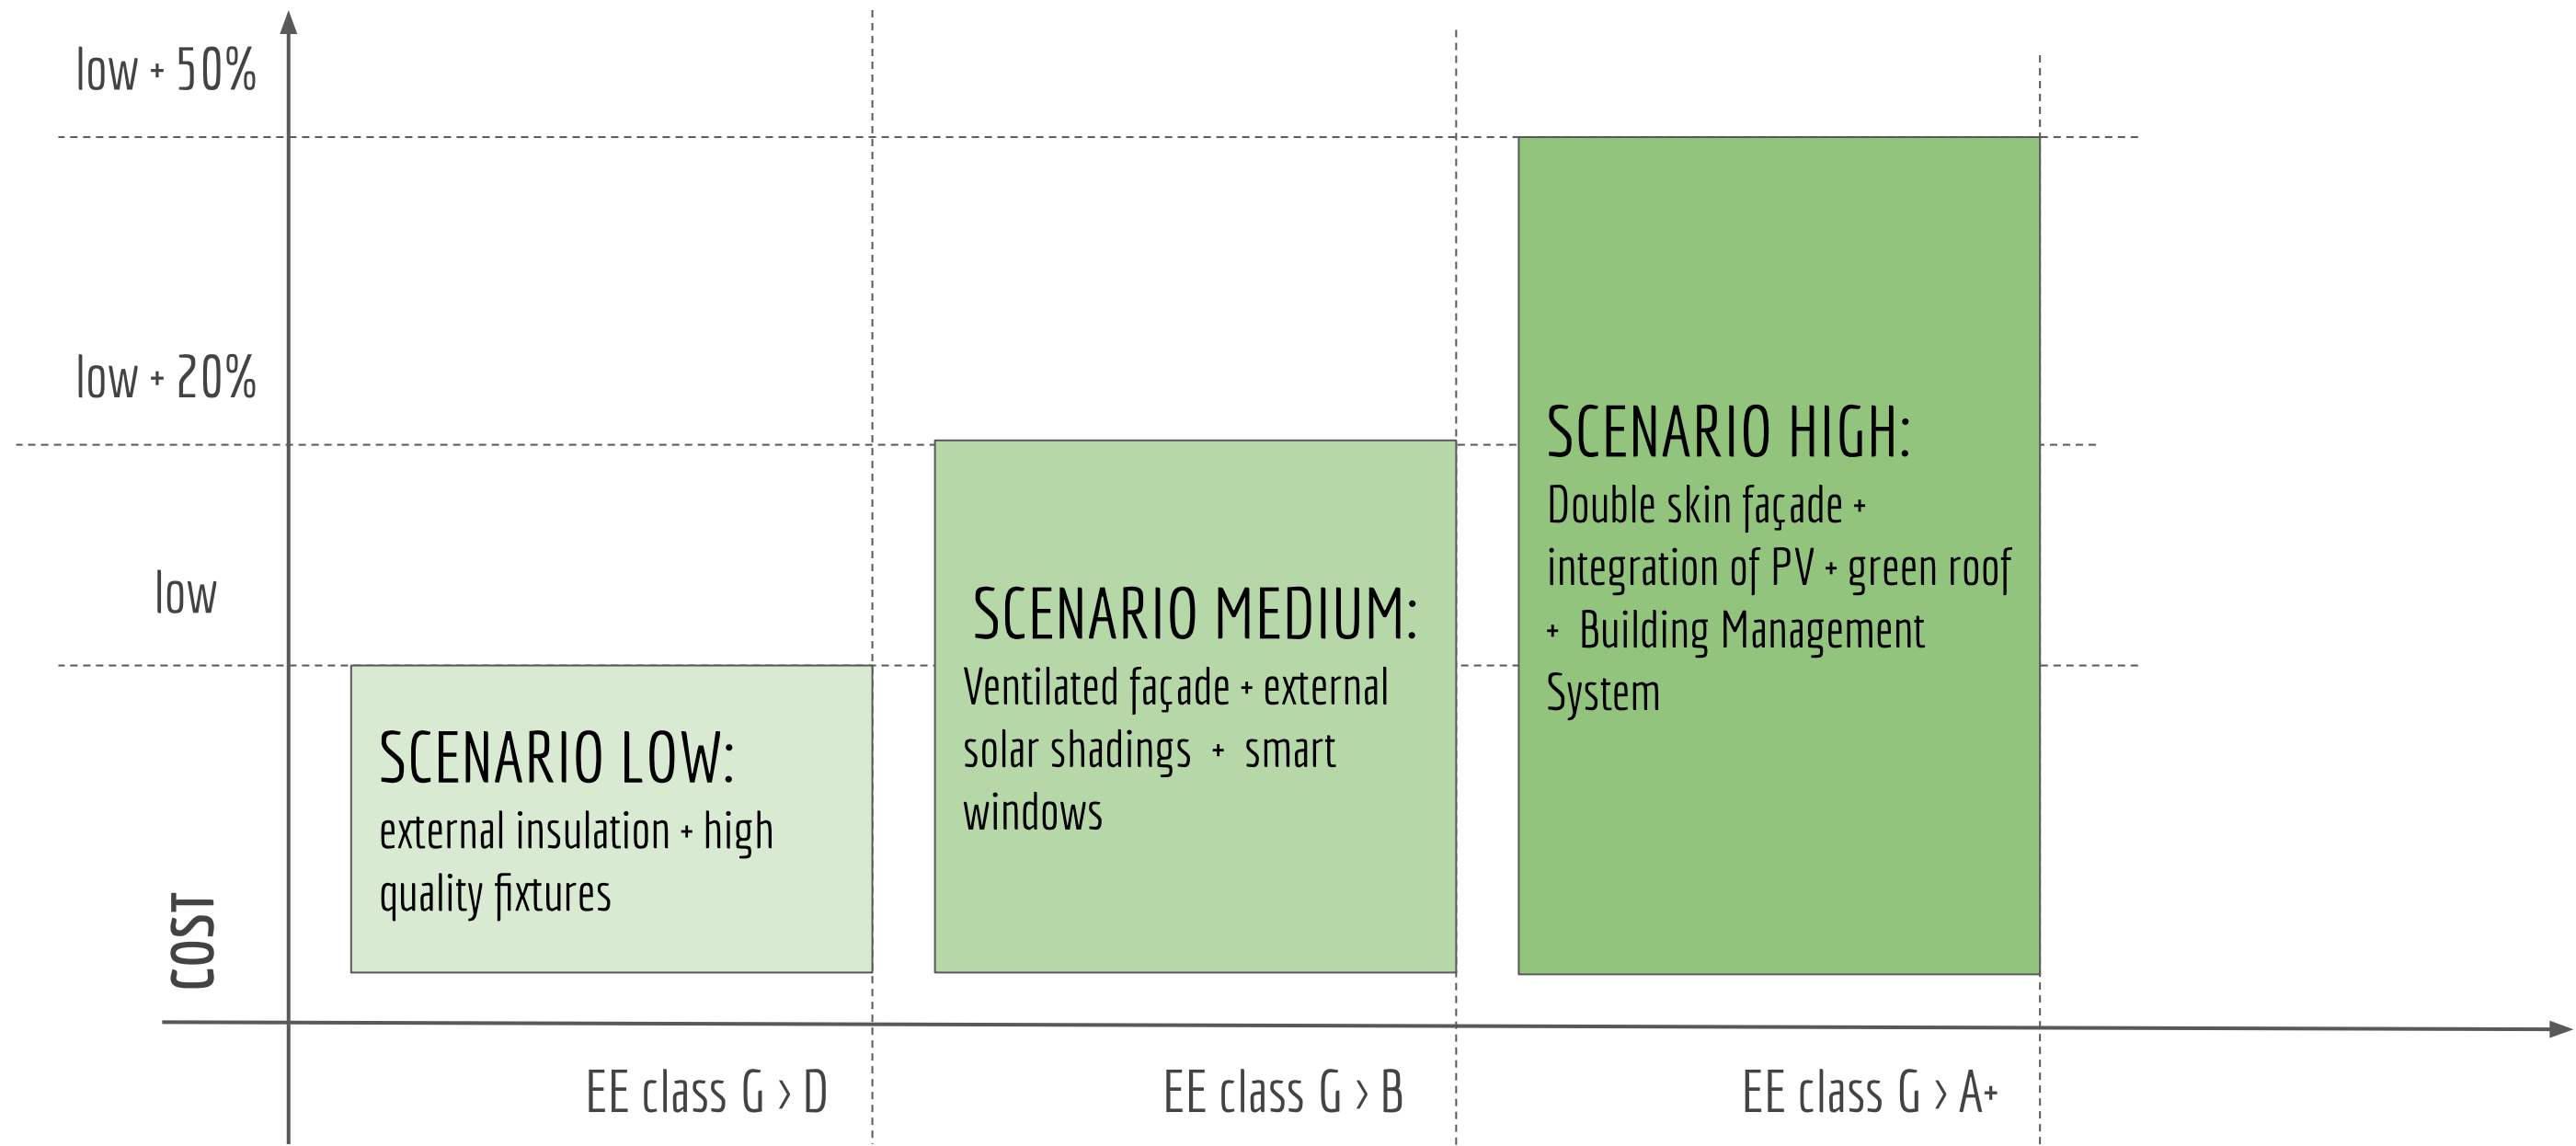 low + 50%
low + 20%
low
COST
SCENARIO LOW:
external insulation + high
quality fixtures
SCENARIO MEDIUM:
Ventilated façade + external
solar shadings + smart
windows
SCENARIO HIGH:
Double skin façade +
integration of PV + green roof
+ Building Management
System
EE class G › D
EE class G › B
EE class G › A+